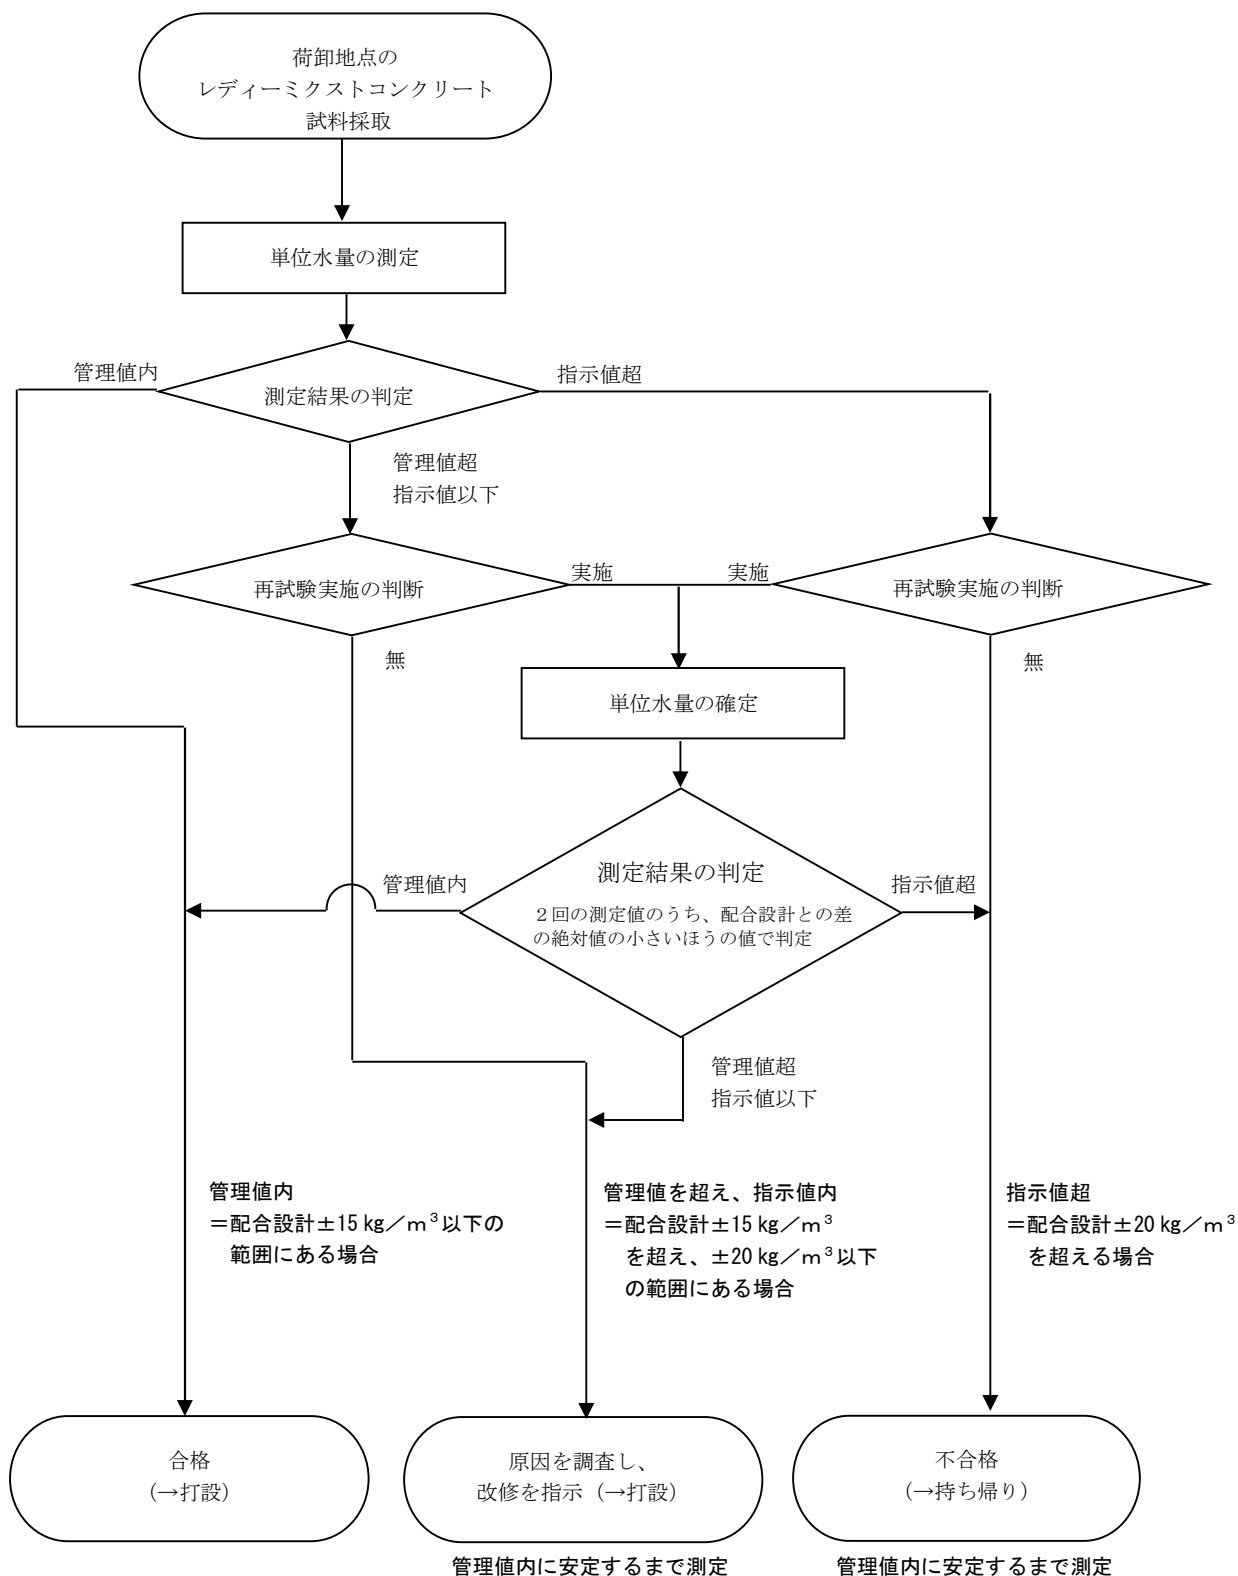 荷卸地点の
レディーミクストコンクリート
試料採取
単位水量の測定
管理値内
測定結果の判定
指示値超
管理値超
指示値以下
再試験実施の判断
実施
実施
再試験実施の判断
無
無
単位水量の確定
測定結果の判定
２回の測定値のうち、配合設計との差
の絶対値の小さいほうの値で判定
管理値内
指示値超
管理値超
指示値以下
管理値内
＝配合設計±15 kg／ｍ³以下の
範囲にある場合
管理値を超え、指示値内
＝配合設計±15 kg／ｍ³
を超え、±20 kg／ｍ³以下
の範囲にある場合
指示値超
＝配合設計±20 kg／ｍ³
を超える場合
合格
（→打設）
原因を調査し、
改修を指示（→打設）
不合格
（→持ち帰り）
管理値内に安定するまで測定
管理値内に安定するまで測定